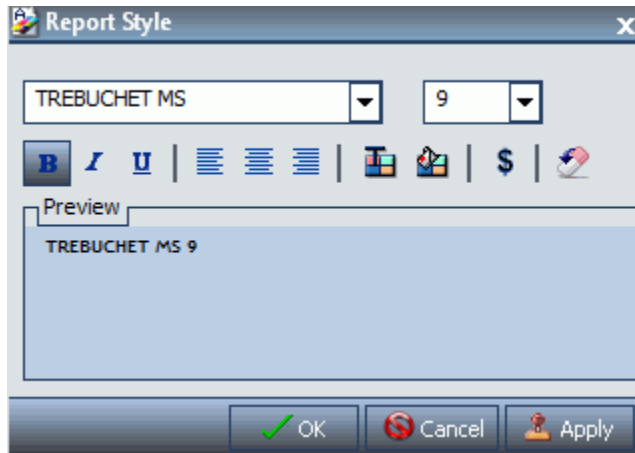 Report Style x
TREBUCHET MS 9
B I U $
Preview
TREBUCHET MS 9
OK Cancel Apply